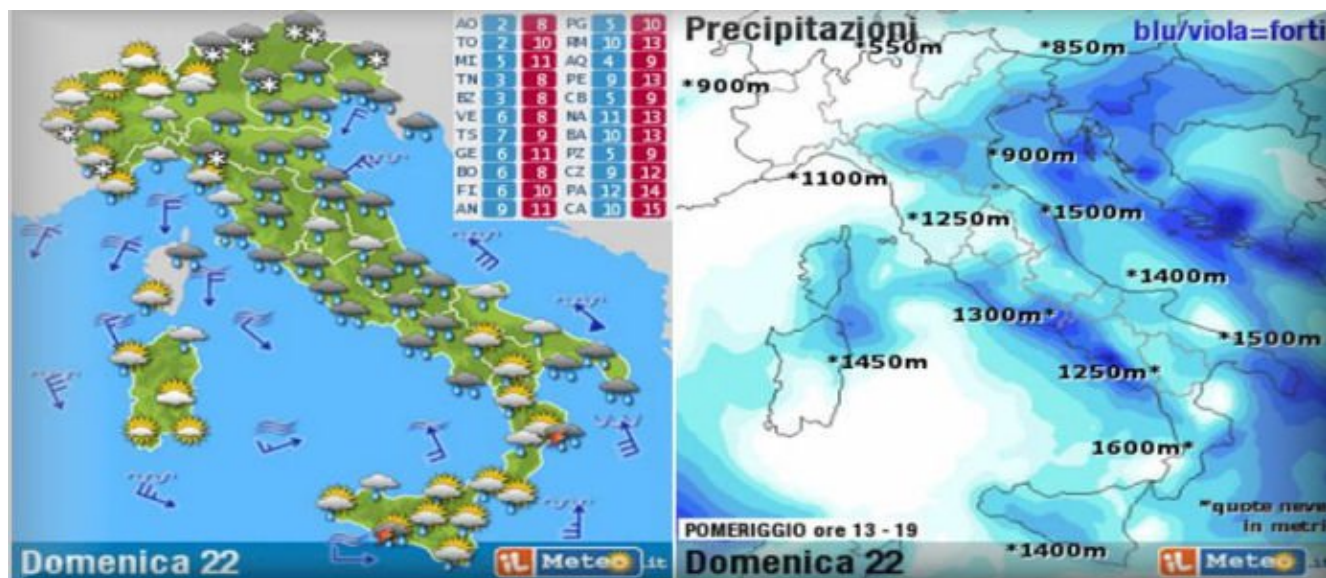 AO 2 8 PG 5 10
TO 2 10 RM 10 13
MI 5 11 AQ 4 9
TN 3 8 PE 9 13
BZ 3 8 CB 5 9
VE 6 8 NA 11 13
TS 7 9 BA 10 13
GE 6 11 PZ 5 9
BO 6 8 CZ 9 12
FI 6 10 PA 12 14
AN 9 11 CA 10 15
Domenica 22
iL Meteo.it
Precipitazioni
blu/viola=forti
*550m
*850m
*900m
*900m
*1100m
*1250m
*1500m
*1400m
1300m*
*1500m
*1450m
1250m*
1600m*
*quote neve
in metri
POMERIGGIO ore 13 - 19
*1400m
Domenica 22
iL Meteo.it